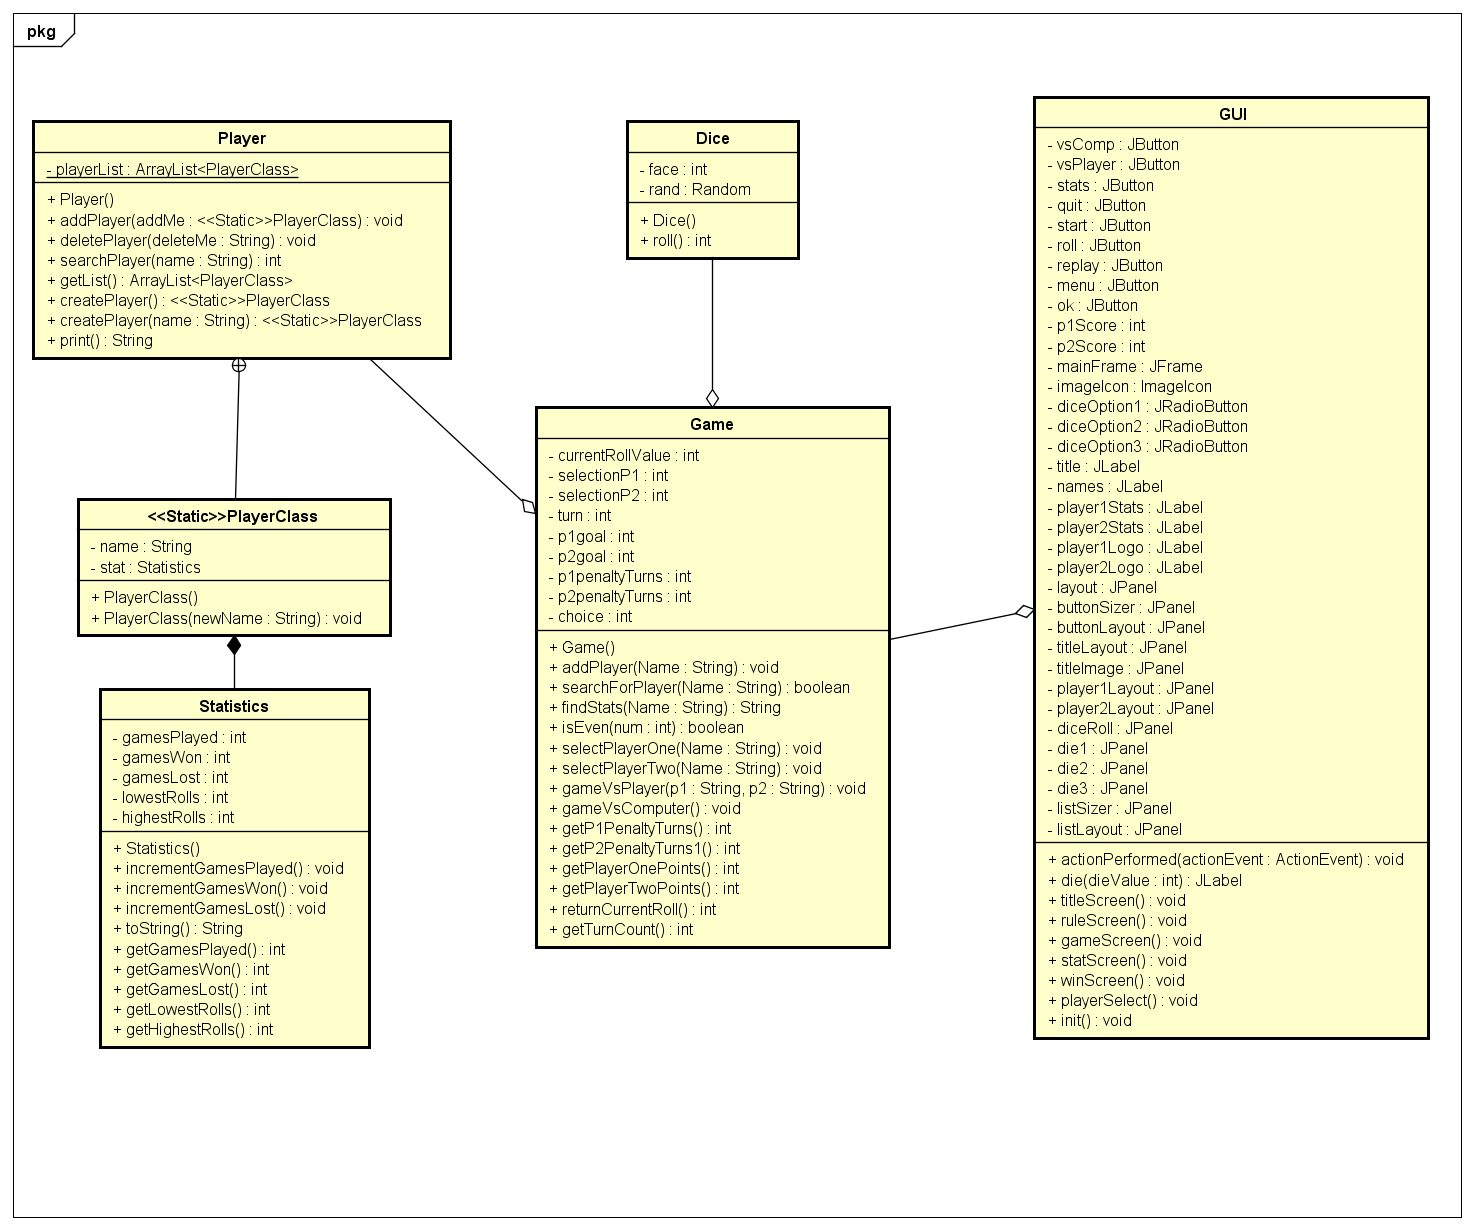 pkg
Player
- playerList : ArrayList<PlayerClass>
+ Player()
+ addPlayer(addMe : <<Static>>PlayerClass) : void
+ deletePlayer(deleteMe : String) : void
+ searchPlayer(name : String) : int
+ getList() : ArrayList<PlayerClass>
+ createPlayer() : <<Static>>PlayerClass
+ createPlayer(name : String) : <<Static>>PlayerClass
+ print() : String
<<Static>>PlayerClass
- name : String
- stat : Statistics
+ PlayerClass()
+ PlayerClass(newName : String) : void
Statistics
- gamesPlayed : int
- gamesWon : int
- gamesLost : int
- lowestRolls : int
- highestRolls : int
+ Statistics()
+ incrementGamesPlayed() : void
+ incrementGamesWon() : void
+ incrementGamesLost() : void
+ toString() : String
+ getGamesPlayed() : int
+ getGamesWon() : int
+ getGamesLost() : int
+ getLowestRolls() : int
+ getHighestRolls() : int
Dice
- face : int
- rand : Random
+ Dice()
+ roll() : int
Game
- currentRollValue : int
- selectionP1 : int
- selectionP2 : int
- turn : int
- p1goal : int
- p2goal : int
- p1penaltyTurns : int
- p2penaltyTurns : int
- choice : int
+ Game()
+ addPlayer(Name : String) : void
+ searchForPlayer(Name : String) : boolean
+ findStats(Name : String) : String
+ isEven(num : int) : boolean
+ selectPlayerOne(Name : String) : void
+ selectPlayerTwo(Name : String) : void
+ gameVsPlayer(p1 : String, p2 : String) : void
+ gameVsComputer() : void
+ getP1PenaltyTurns() : int
+ getP2PenaltyTurns1() : int
+ getPlayerOnePoints() : int
+ getPlayerTwoPoints() : int
+ returnCurrentRoll() : int
+ getTurnCount() : int
GUI
- vsComp : JButton
- vsPlayer : JButton
- stats : JButton
- quit : JButton
- start : JButton
- roll : JButton
- replay : JButton
- menu : JButton
- ok : JButton
- p1Score : int
- p2Score : int
- mainFrame : JFrame
- imageIcon : ImageIcon
- diceOption1 : JRadioButton
- diceOption2 : JRadioButton
- diceOption3 : JRadioButton
- title : JLabel
- names : JLabel
- player1Stats : JLabel
- player2Stats : JLabel
- player1Logo : JLabel
- player2Logo : JLabel
- layout : JPanel
- buttonSizer : JPanel
- buttonLayout : JPanel
- titleLayout : JPanel
- titleImage : JPanel
- player1Layout : JPanel
- player2Layout : JPanel
- diceRoll : JPanel
- die1 : JPanel
- die2 : JPanel
- die3 : JPanel
- listSizer : JPanel
- listLayout : JPanel
+ actionPerformed(actionEvent : ActionEvent) : void
+ die(dieValue : int) : JLabel
+ titleScreen() : void
+ ruleScreen() : void
+ gameScreen() : void
+ statScreen() : void
+ winScreen() : void
+ playerSelect() : void
+ init() : void